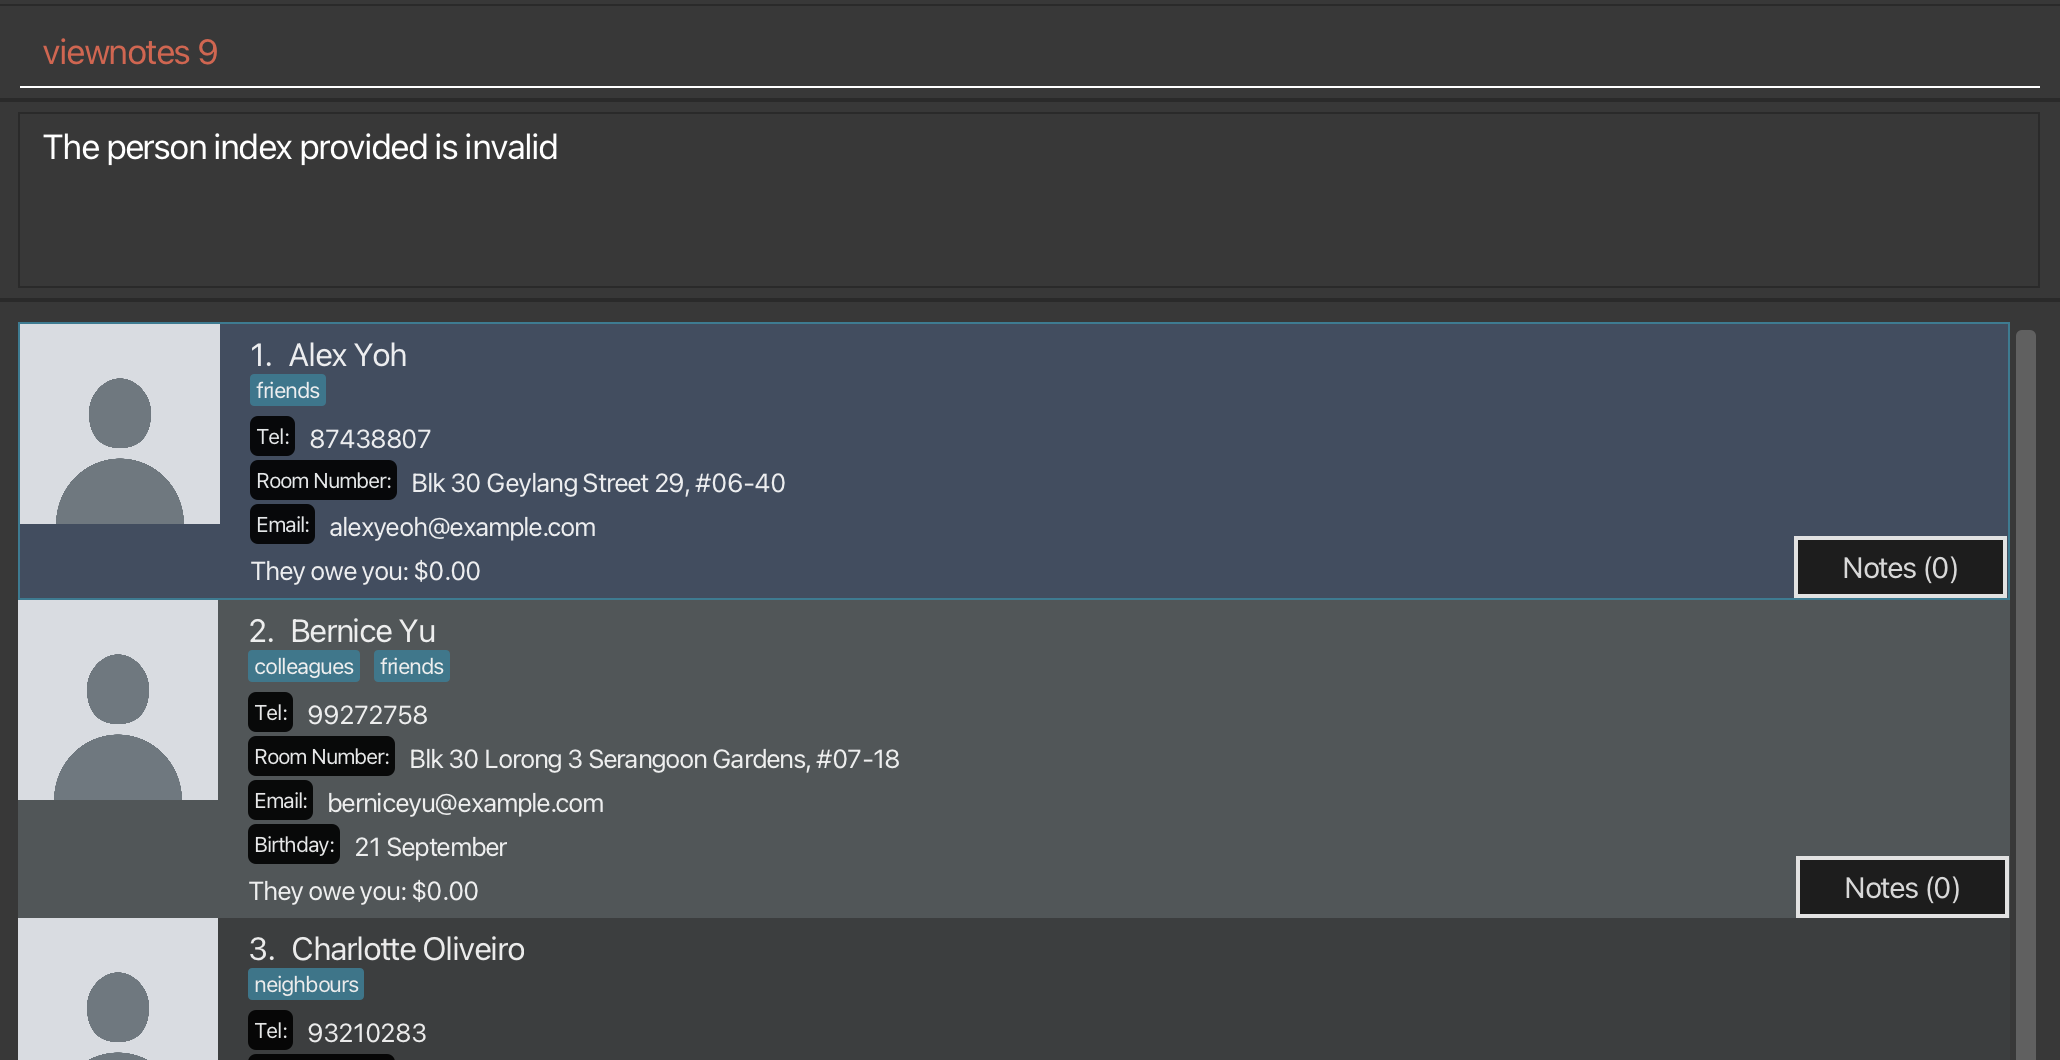 viewnotes 9
The person index provided is invalid
1. Alex Yoh
friends
Tel: 87438807
Room Number: Blk 30 Geylang Street 29, #06-40
Email: alexyeoh@example.com
They owe you: $0.00
Notes (0)
2. Bernice Yu
colleagues friends
Tel: 99272758
Room Number: Blk 30 Lorong 3 Serangoon Gardens, #07-18
Email: berniceyu@example.com
Birthday: 21 September
They owe you: $0.00
Notes (0)
3. Charlotte Oliveiro
neighbours
Tel: 93210283